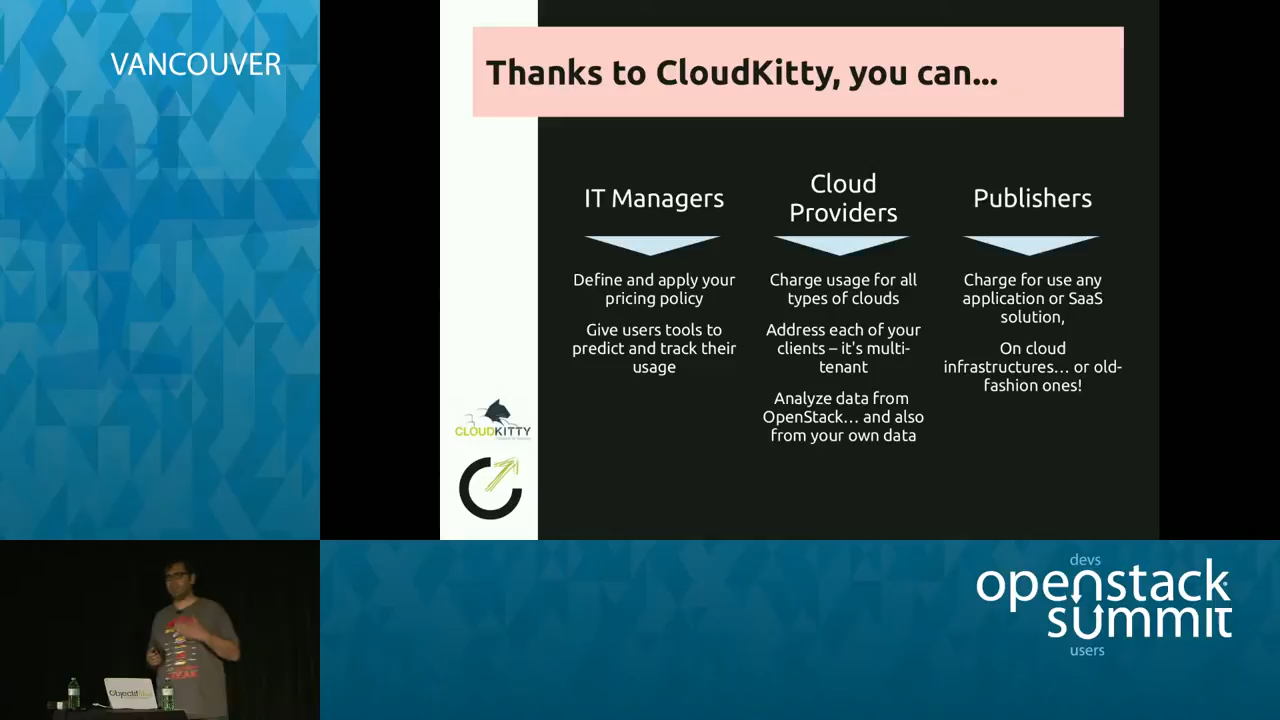 VANCOUVER
Thanks to CloudKitty, you can...
IT Managers
Define and apply your
pricing policy
Give users tools to
predict and track their
usage
Cloud
Providers
Charge usage for all
types of clouds
Address each of your
clients – it's multi-
tenant
Analyze data from
OpenStack... and also
from your own data
Publishers
Charge for use any
application or SaaS
solution,
On cloud
infrastructures... or old-
fashion ones!
CLOUDKITTY
devs
openstack
summit
users
Objectif